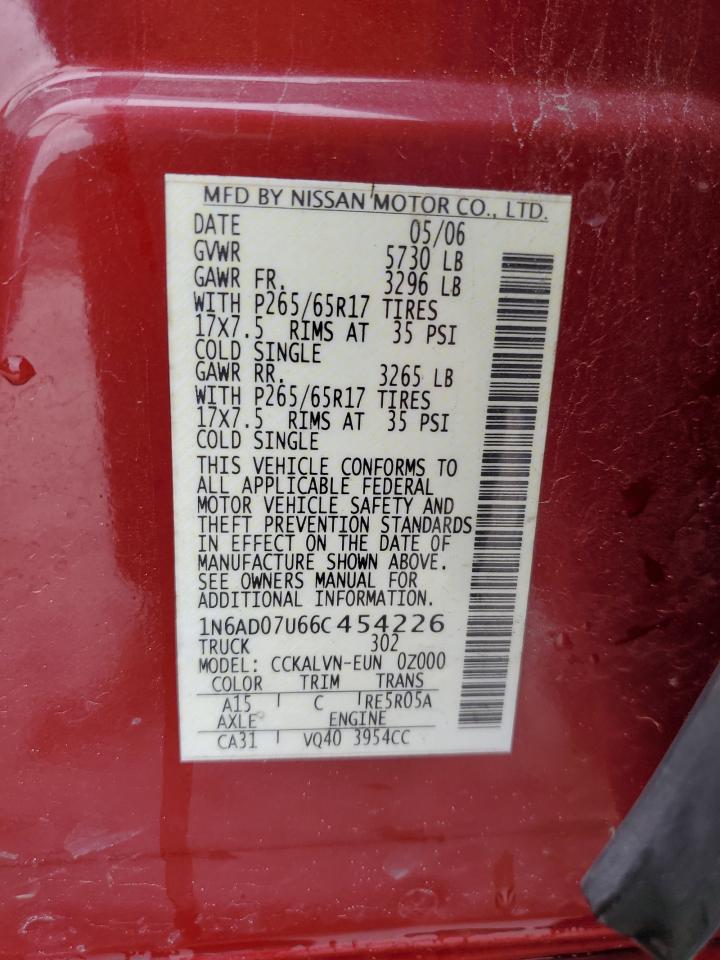 MFD BY NISSAN MOTOR CO., LTD.
DATE 05/06
GVWR 5730 LB
GAWR FR. 3296 LB
WITH P265/65R17 TIRES
17X7.5 RIMS AT 35 PSI
COLD SINGLE
GAWR RR. 3265 LB
WITH P265/65R17 TIRES
17X7.5 RIMS AT 35 PSI
COLD SINGLE
THIS VEHICLE CONFORMS TO
ALL APPLICABLE FEDERAL
MOTOR VEHICLE SAFETY AND
THEFT PREVENTION STANDARDS
IN EFFECT ON THE DATE OF
MANUFACTURE SHOWN ABOVE.
SEE OWNERS MANUAL FOR
ADDITIONAL INFORMATION.
1N6AD07U66C454226
TRUCK 302
MODEL: CCKALVN-EUN 0Z000
COLOR TRIM TRANS
A15 C RE5R05A
AXLE ENGINE
CA31 VQ40 3954CC